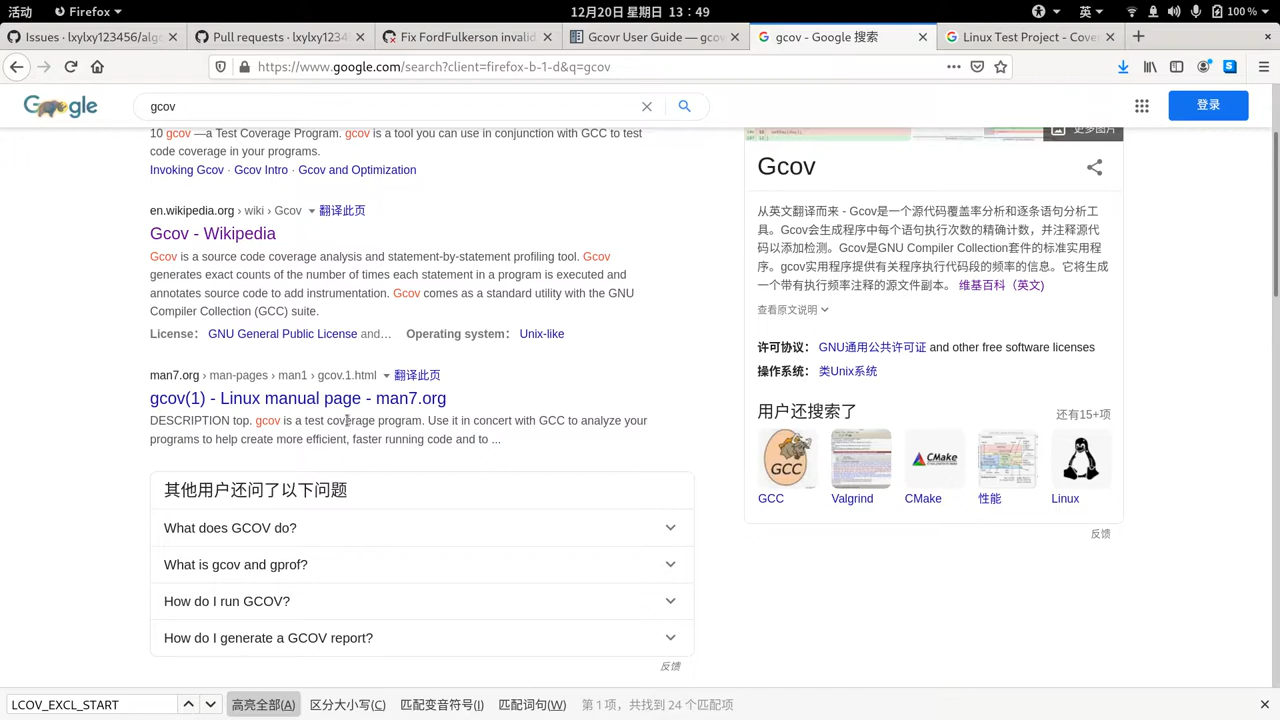 活动
Firefox
12月20日 星期日 13：49
英
100 %
Issues · lxylxy123456/algo
Pull requests · lxylxy1234
Fix FordFulkerson invalid
Gcovr User Guide — gcov
gcov - Google 搜索
Linux Test Project - Cove
https://www.google.com/search?client=firefox-b-1-d&q=gcov
Google
gcov
登录
10 gcov —a Test Coverage Program. gcov is a tool you can use in conjunction with GCC to test
code coverage in your programs.
Invoking Gcov · Gcov Intro · Gcov and Optimization
en.wikipedia.org › wiki › Gcov 翻译此页
Gcov - Wikipedia
Gcov is a source code coverage analysis and statement-by-statement profiling tool. Gcov
generates exact counts of the number of times each statement in a program is executed and
annotates source code to add instrumentation. Gcov comes as a standard utility with the GNU
Compiler Collection (GCC) suite.
License： GNU General Public License and… Operating system： Unix-like
man7.org › man-pages › man1 › gcov.1.html 翻译此页
gcov(1) - Linux manual page - man7.org
DESCRIPTION top. gcov is a test coverage program. Use it in concert with GCC to analyze your
programs to help create more efficient, faster running code and to ...
其他用户还问了以下问题
What does GCOV do?
What is gcov and gprof?
How do I run GCOV?
How do I generate a GCOV report?
反馈
更多图片
Gcov
从英文翻译而来 - Gcov是一个源代码覆盖率分析和逐条语句分析工
具。Gcov会生成程序中每个语句执行次数的精确计数，并注释源代
码以添加检测。Gcov是GNU Compiler Collection套件的标准实用程
序。gcov实用程序提供有关程序执行代码段的频率的信息。它将生成
一个带有执行频率注释的源文件副本。 维基百科（英文)
查看原文说明
许可协议： GNU通用公共许可证 and other free software licenses
操作系统： 类Unix系统
用户还搜索了
还有15+项
GCC
CMake
GCC
Valgrind
CMake
性能
Linux
反馈
LCOV_EXCL_START
高亮全部(A)
区分大小写(C)
匹配变音符号(I)
匹配词句(W)
第 1 项，共找到 24 个匹配项